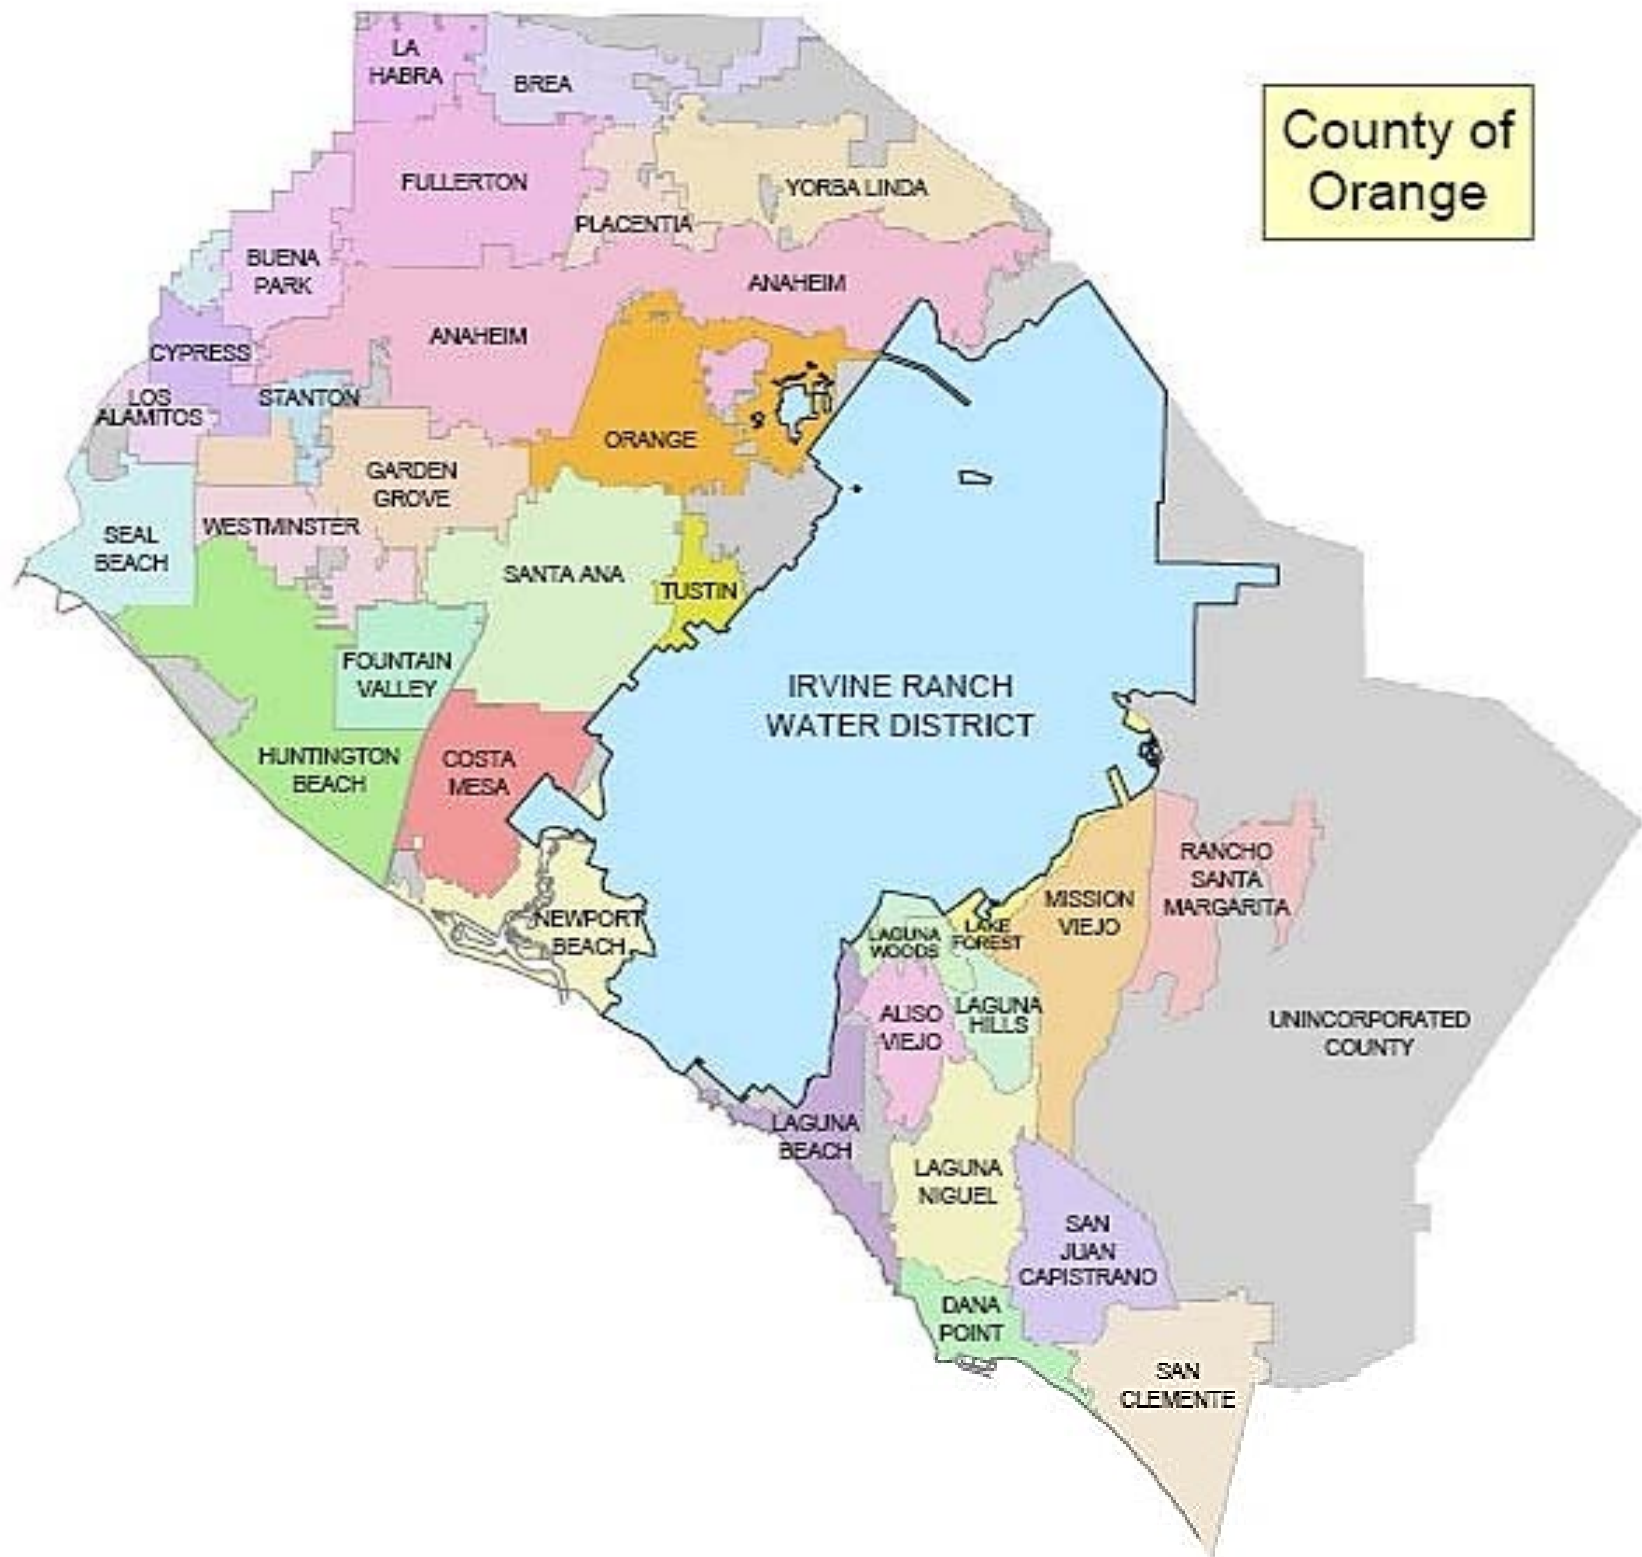 County of
Orange
LA
HABRA
BREA
FULLERTON
YORBA LINDA
PLACENTIA
BUENA
PARK
ANAHEIM
ANAHEIM
CYPRESS
LOS
ALAMITOS
STANTON
ORANGE
GARDEN
GROVE
SEAL
BEACH
WESTMINSTER
SANTA ANA
TUSTIN
FOUNTAIN
VALLEY
IRVINE RANCH
WATER DISTRICT
HUNTINGTON
BEACH
COSTA
MESA
NEWPORT
BEACH
RANCHO
SANTA
MARGARITA
MISSION
VIEJO
LAKE
FOREST
LAGUNA
WOODS
ALISO
VIEJO
LAGUNA
HILLS
UNINCORPORATED
COUNTY
LAGUNA
BEACH
LAGUNA
NIGUEL
SAN
JUAN
CAPISTRANO
DANA
POINT
SAN
CLEMENTE